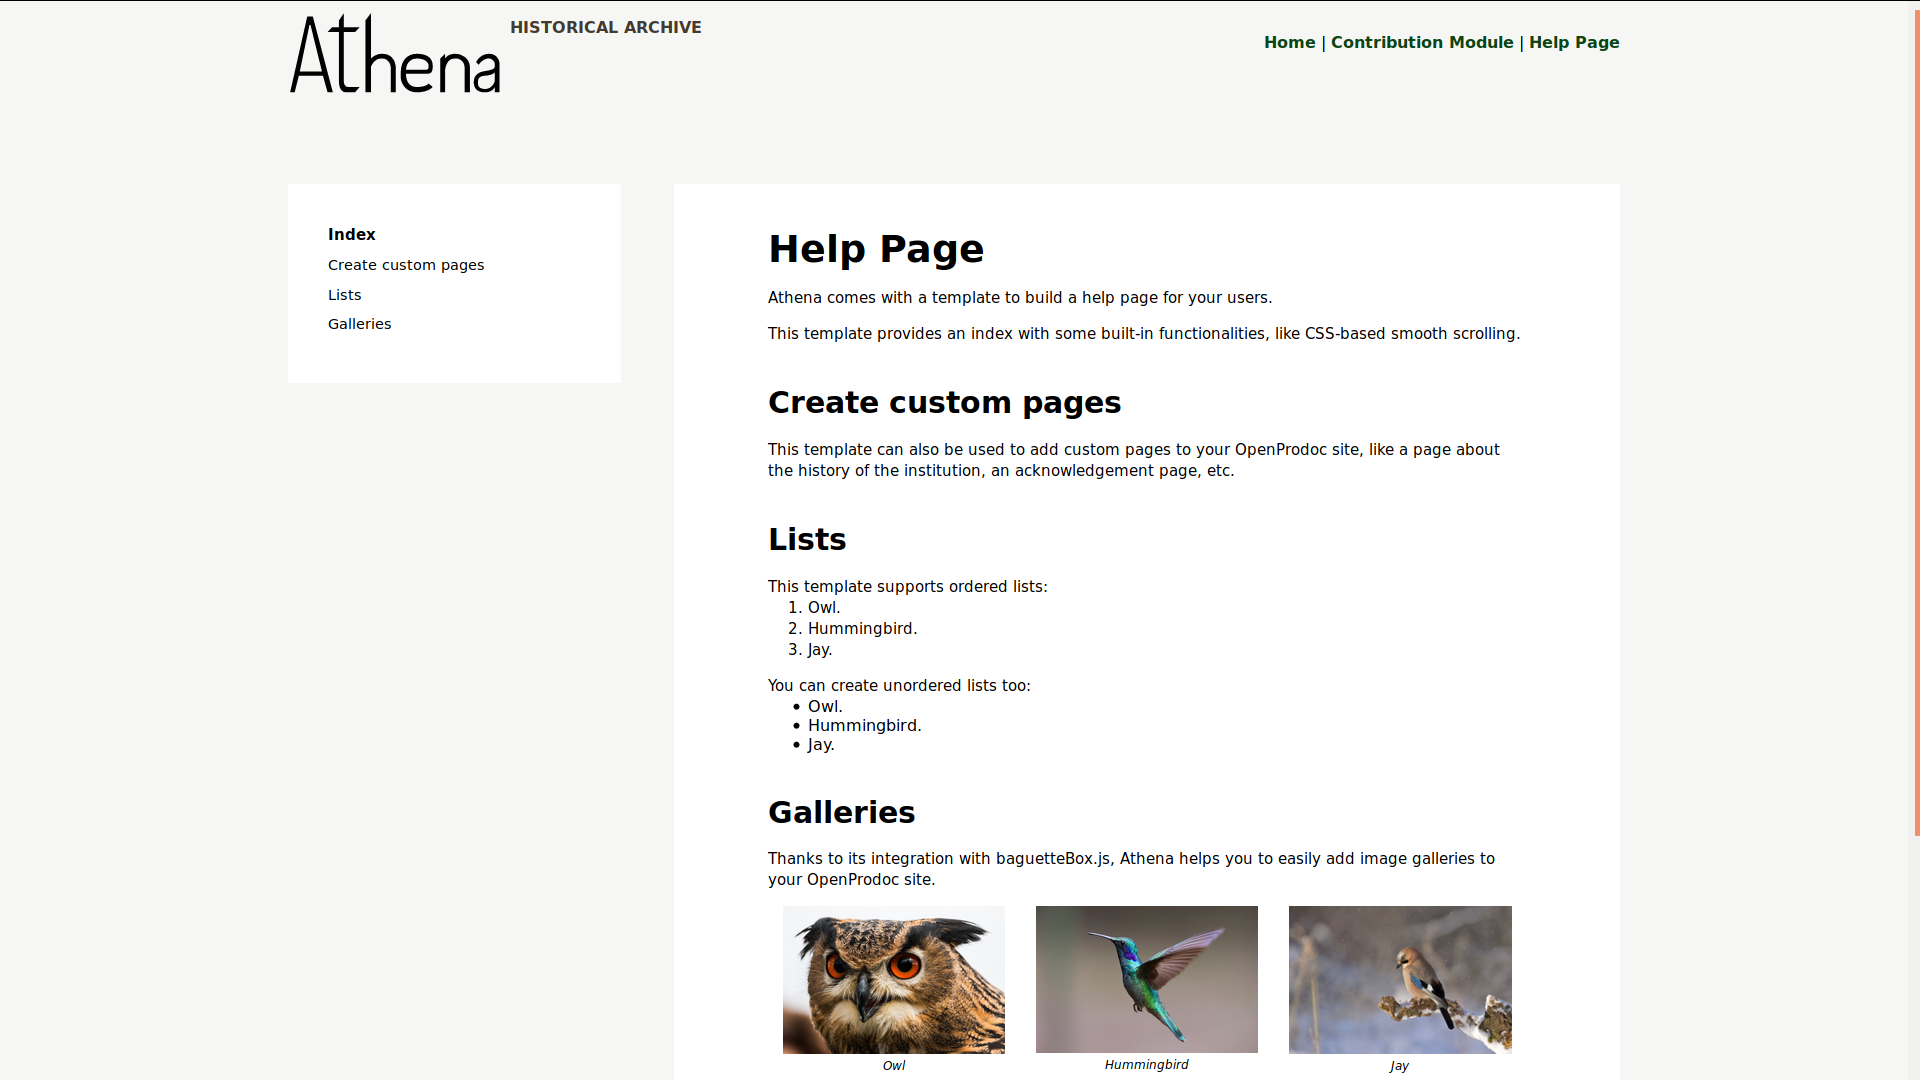 Athena
HISTORICAL ARCHIVE
Home | Contribution Module | Help Page
Index
Create custom pages
Lists
Galleries
Help Page
Athena comes with a template to build a help page for your users.
This template provides an index with some built-in functionalities, like CSS-based smooth scrolling.
Create custom pages
This template can also be used to add custom pages to your OpenProdoc site, like a page about
the history of the institution, an acknowledgement page, etc.
Lists
This template supports ordered lists:
1. Owl.
2. Hummingbird.
3. Jay.
You can create unordered lists too:
• Owl.
• Hummingbird.
• Jay.
Galleries
Thanks to its integration with baguetteBox.js, Athena helps you to easily add image galleries to
your OpenProdoc site.
Owl
Hummingbird
Jay